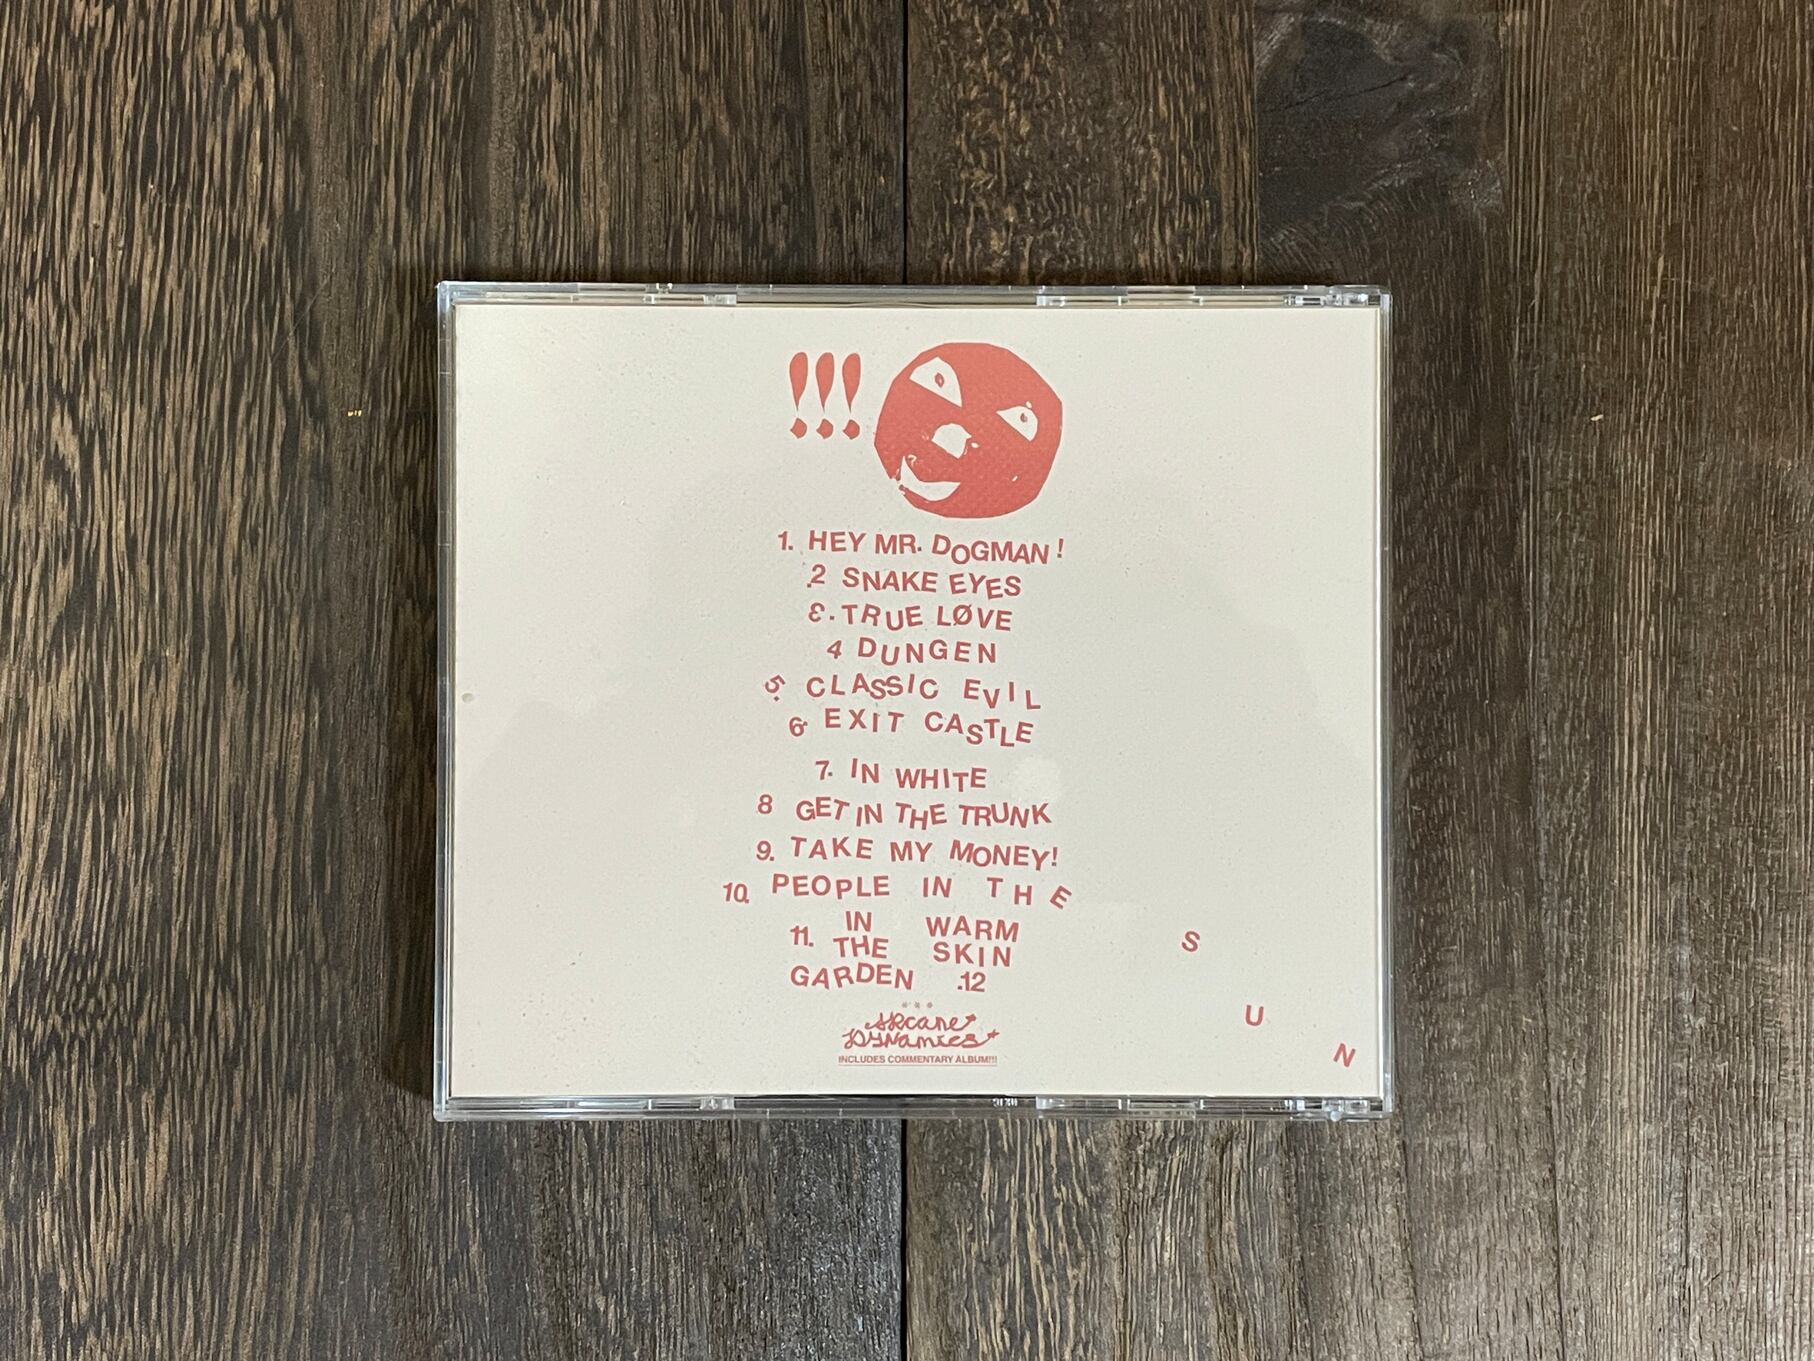 !!!
1. HEY MR. DOGMAN!
.2 SNAKE EYES
3. TRUE LØVE
4 DUNGEN
5. CLASSIC EVIL
6. EXIT CASTLE
7. IN WHITE
8 GET IN THE TRUNK
9. TAKE MY MONEY!
10. PEOPLE IN THE SUN
11. IN THE GARDEN
WARM SKIN .12
* * *
Arcane
Dynamics
INCLUDES COMMENTARY ALBUM!!!